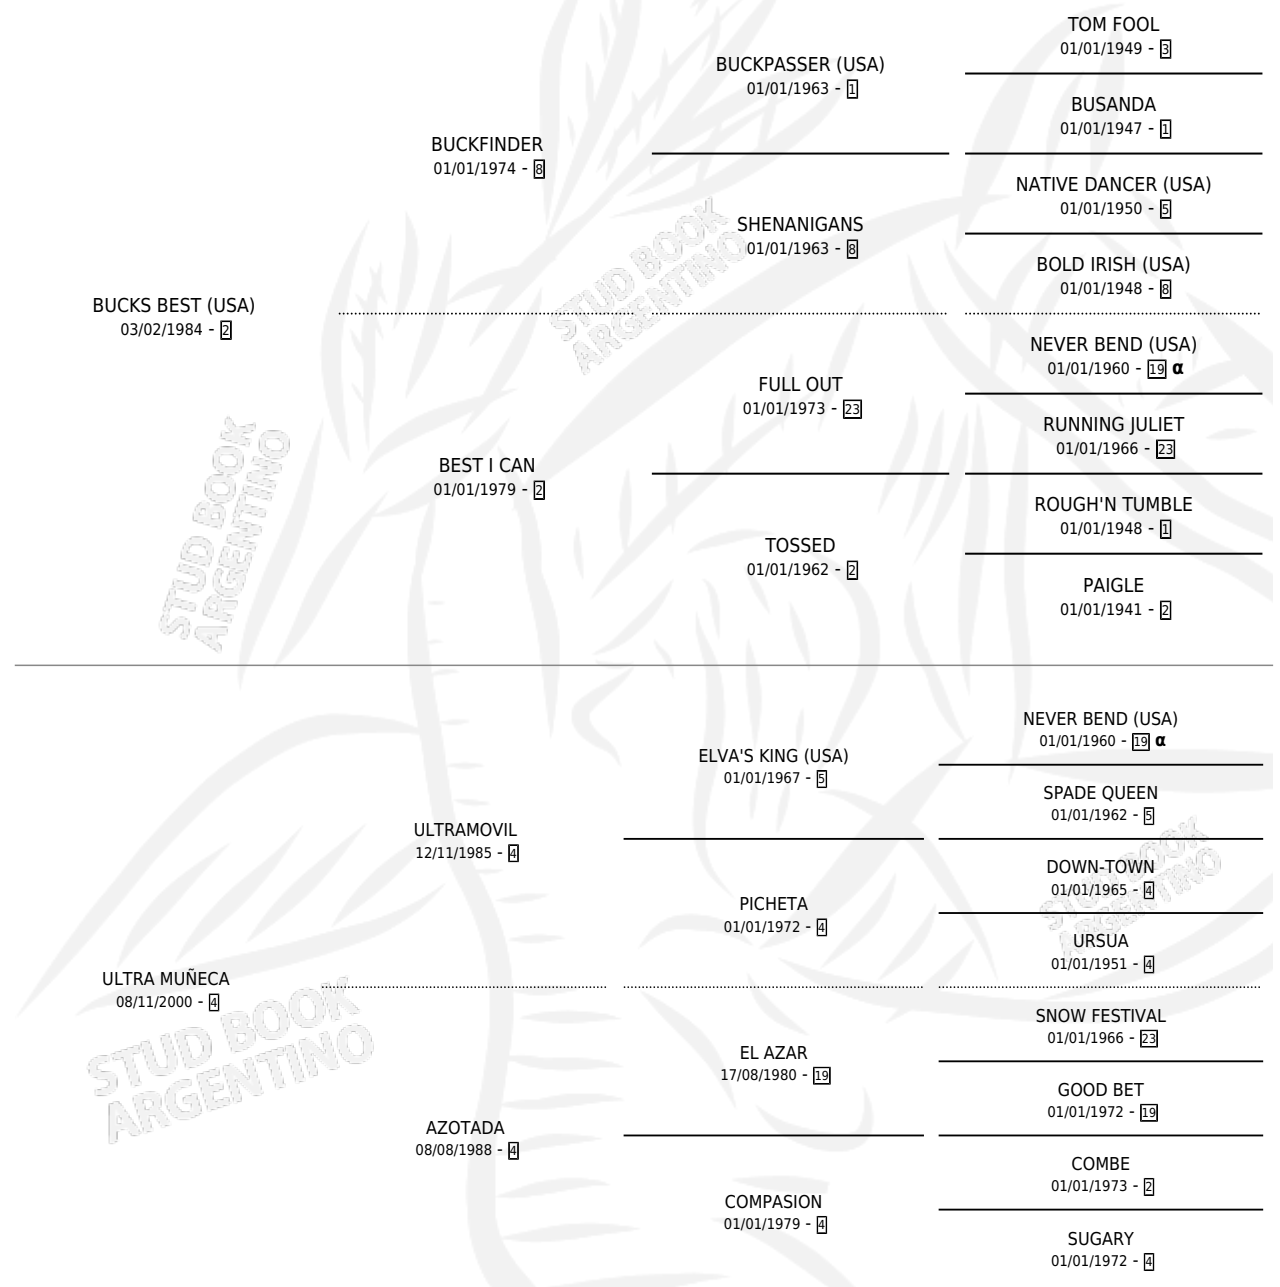 TOM FOOL
01/01/1949 - 3
BUCKPASSER (USA)
01/01/1963 - 1
BUSANDA
01/01/1947 - 1
BUCKFINDER
01/01/1974 - 8
NATIVE DANCER (USA)
01/01/1950 - 5
SHENANIGANS
01/01/1963 - 8
BOLD IRISH (USA)
01/01/1948 - 8
BUCKS BEST (USA)
03/02/1984 - 2
NEVER BEND (USA)
01/01/1960 - 19 α
FULL OUT
01/01/1973 - 23
RUNNING JULIET
01/01/1966 - 23
BEST I CAN
01/01/1979 - 2
ROUGH'N TUMBLE
01/01/1948 - 1
TOSSED
01/01/1962 - 2
PAIGLE
01/01/1941 - 2
NEVER BEND (USA)
01/01/1960 - 19 α
ELVA'S KING (USA)
01/01/1967 - 5
SPADE QUEEN
01/01/1962 - 5
ULTRAMOVIL
12/11/1985 - 4
DOWN-TOWN
01/01/1965 - 4
PICHETA
01/01/1972 - 4
URSUA
01/01/1951 - 4
ULTRA MUÑECA
08/11/2000 - 4
SNOW FESTIVAL
01/01/1966 - 23
EL AZAR
17/08/1980 - 19
GOOD BET
01/01/1972 - 19
AZOTADA
08/08/1988 - 4
COMBE
01/01/1973 - 2
COMPASION
01/01/1979 - 4
SUGARY
01/01/1972 - 4
STUD BOOK
ARGENTINO
STUD BOOK
ARGENTINO
STUD BOOK
ARGENTINO
STUD BOOK
ARGENTINO